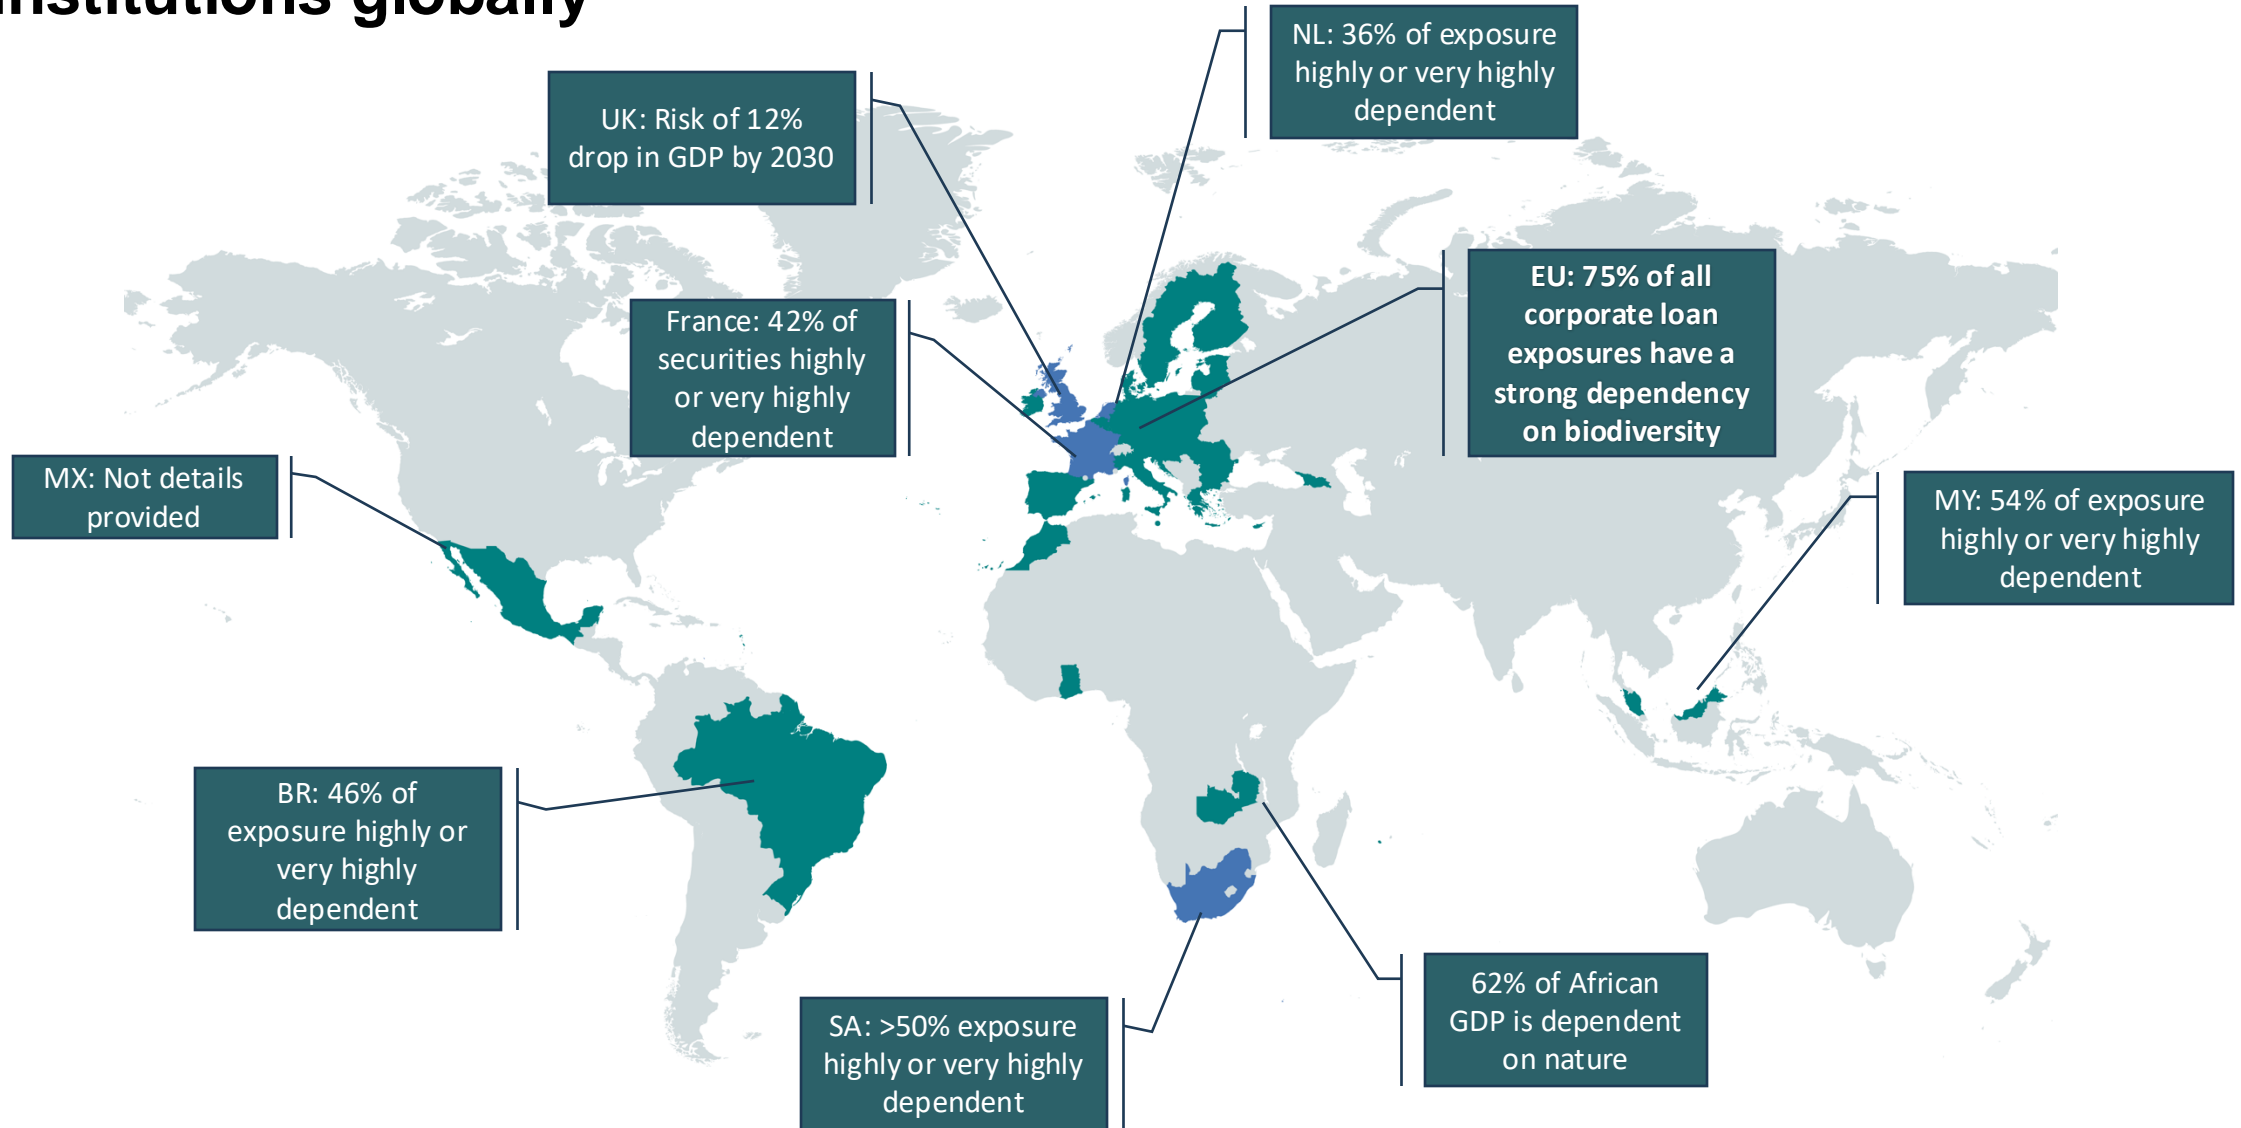 institutions globally
NL: 36% of exposure
highly or very highly
dependent
UK: Risk of 12%
drop in GDP by 2030
EU: 75% of all
corporate loan
exposures have a
strong dependency
on biodiversity
France: 42% of
securities highly
or very highly
dependent
MX: Not details
provided
MY: 54% of exposure
highly or very highly
dependent
BR: 46% of
exposure highly or
very highly
dependent
62% of African
GDP is dependent
on nature
SA: >50% exposure
highly or very highly
dependent